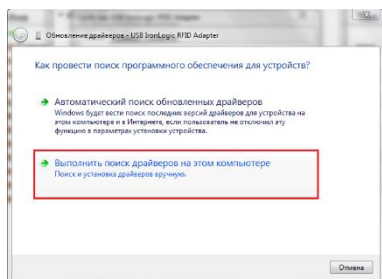 Обновление драйверов - USB IronLogic RFID Adapter
Как провести поиск программного обеспечения для устройств?
Автоматический поиск обновленных драйверов
Windows будет вести поиск последних версий драйверов для устройства на
этом компьютере и в Интернете, если пользователь не отключил эту
функцию в параметрах установки устройства.
Выполнить поиск драйверов на этом компьютере
Поиск и установка драйверов вручную.
Отмена